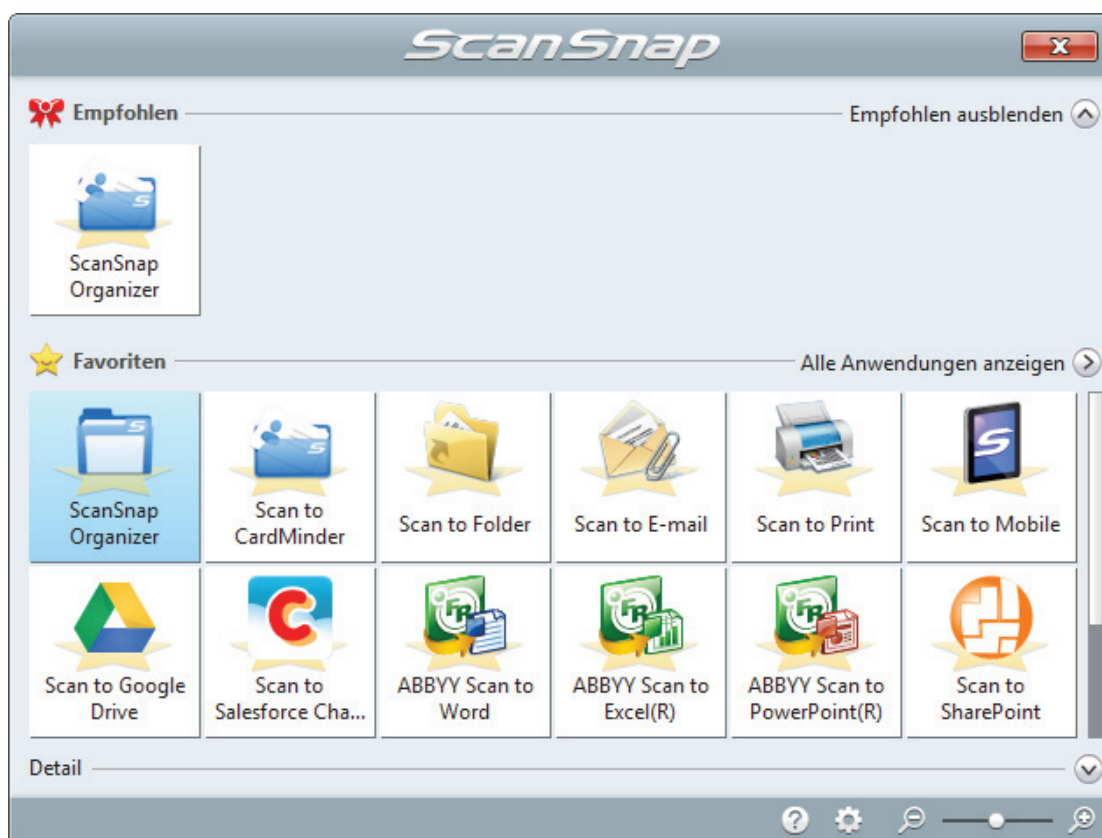 ScanSnap
Empfohlen
Empfohlen ausblenden
ScanSnap
Organizer
Favoriten
Alle Anwendungen anzeigen
ScanSnap
Organizer
Scan to
CardMinder
Scan to Folder
Scan to E-mail
Scan to Print
Scan to Mobile
Scan to Google
Drive
Scan to
Salesforce Cha...
ABBYY Scan to
Word
ABBYY Scan to
Excel(R)
ABBYY Scan to
PowerPoint(R)
Scan to
SharePoint
Detail